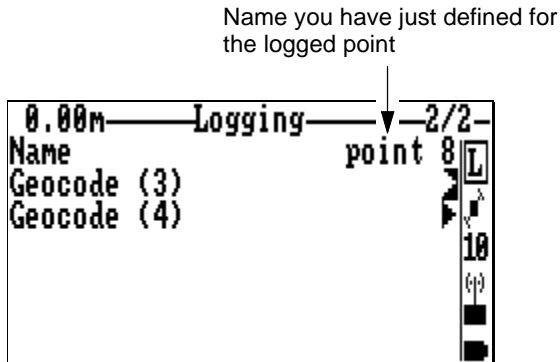 Name you have just defined for
the logged point
0.00m Logging 2/2
Name point 8 L
Geocode (3)
Geocode (4)
10